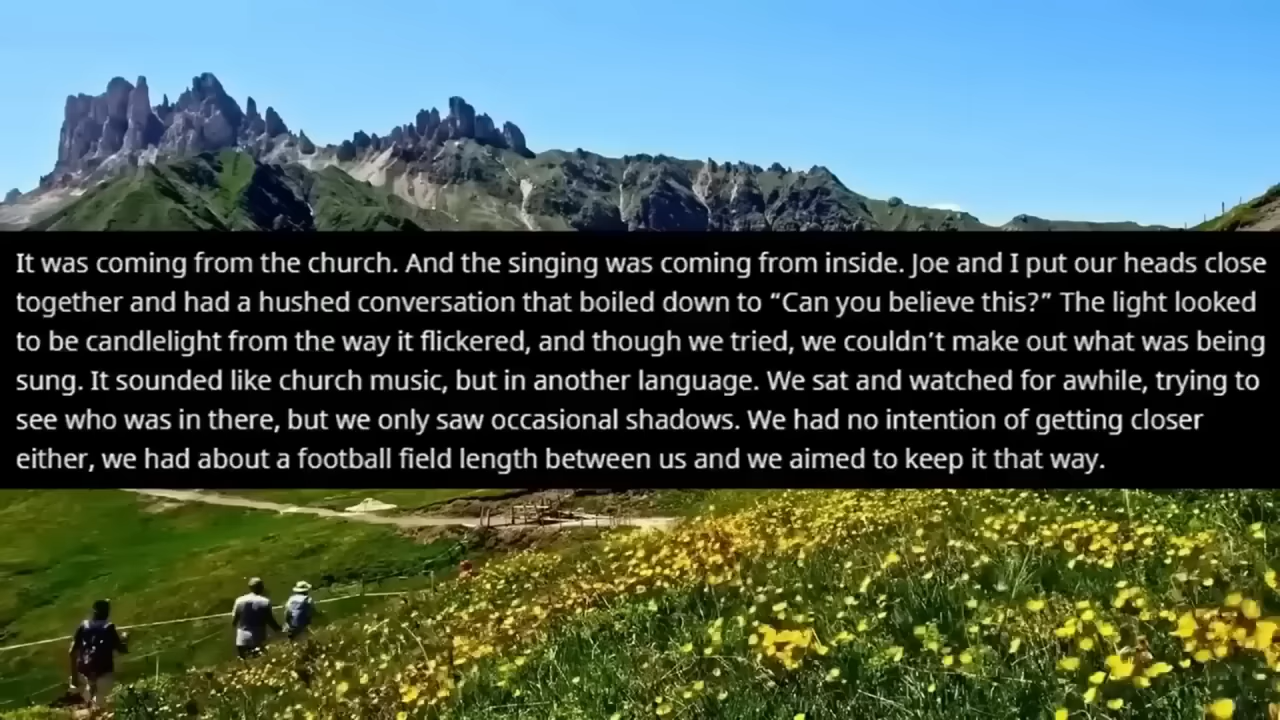 It was coming from the church. And the singing was coming from inside. Joe and I put our heads close
together and had a hushed conversation that boiled down to “Can you believe this?” The light looked
to be candlelight from the way it flickered, and though we tried, we couldn’t make out what was being
sung. It sounded like church music, but in another language. We sat and watched for awhile, trying to
see who was in there, but we only saw occasional shadows. We had no intention of getting closer
either, we had about a football field length between us and we aimed to keep it that way.